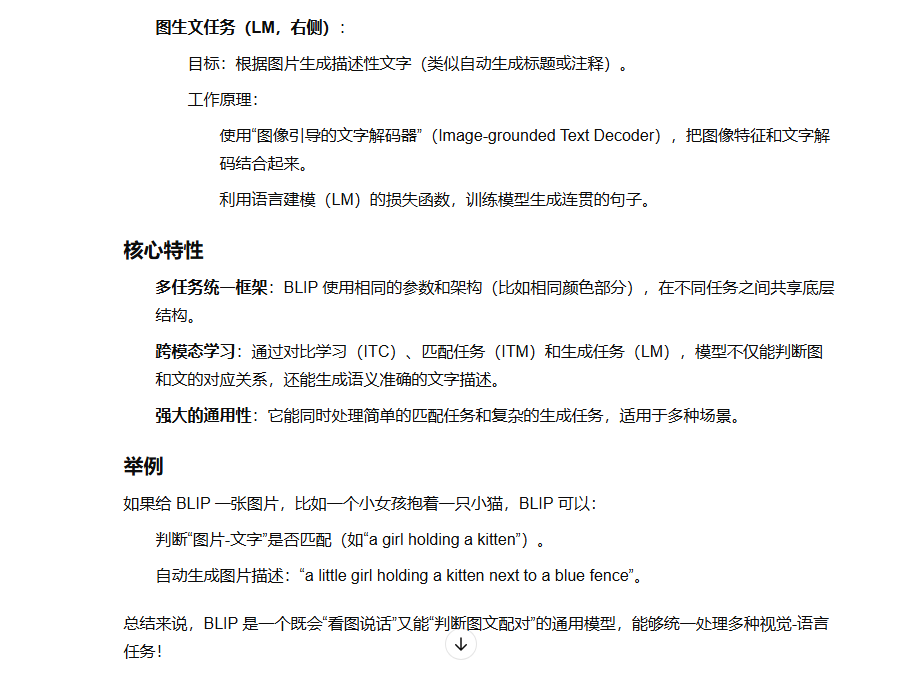 图生文任务（LM，右侧）：
目标：根据图片生成描述性文字（类似自动生成标题或注释）。
工作原理：
使用“图像引导的文字解码器”（Image-grounded Text Decoder），把图像特征和文字解
码结合起来。
利用语言建模（LM）的损失函数，训练模型生成连贯的句子。
核心特性
多任务统一框架：BLIP 使用相同的参数和架构（比如相同颜色部分），在不同任务之间共享底层
结构。
跨模态学习：通过对比学习（ITC）、匹配任务（ITM）和生成任务（LM），模型不仅能判断图
和文的对应关系，还能生成语义准确的文字描述。
强大的通用性：它能同时处理简单的匹配任务和复杂的生成任务，适用于多种场景。
举例
如果给 BLIP 一张图片，比如一个小女孩抱着一只小猫，BLIP 可以：
判断“图片-文字”是否匹配（如“a girl holding a kitten”）。
自动生成图片描述：“a little girl holding a kitten next to a blue fence”。
总结来说，BLIP 是一个既会“看图说话”又能“判断图文配对”的通用模型，能够统一处理多种视觉-语言
任务！